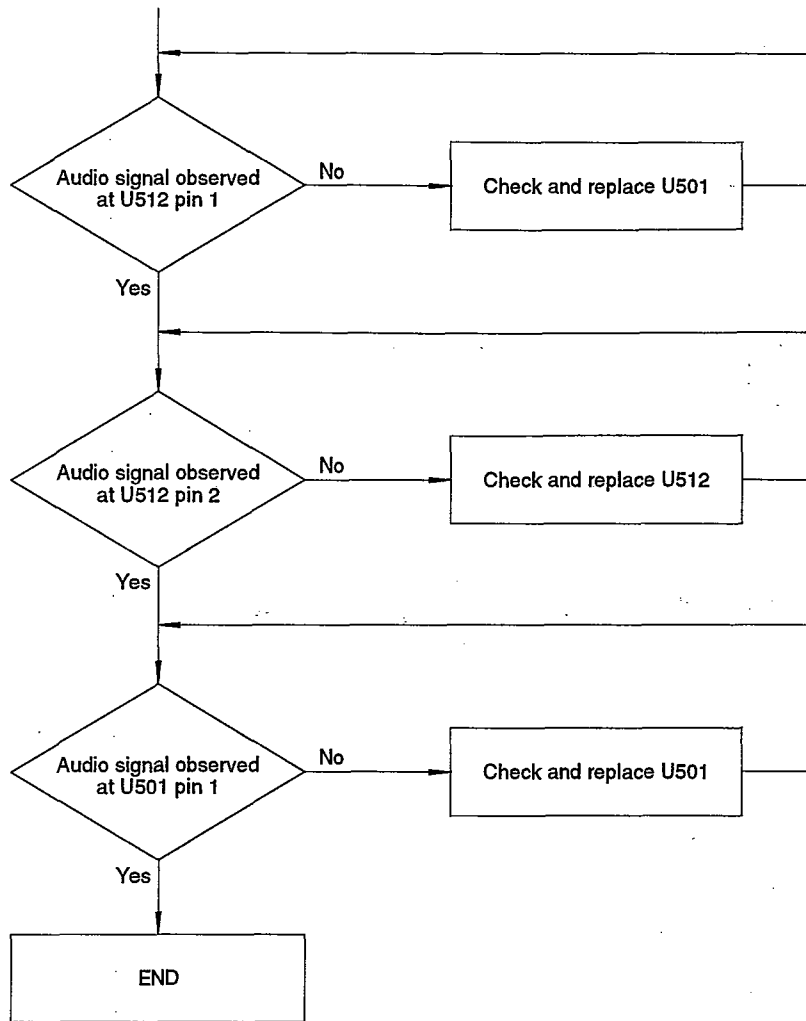 Audio signal observed
at U512 pin 1
No
Check and replace U501
Yes
Audio signal observed
at U512 pin 2
No
Check and replace U512
Yes
Audio signal observed
at U501 pin 1
No
Check and replace U501
Yes
END